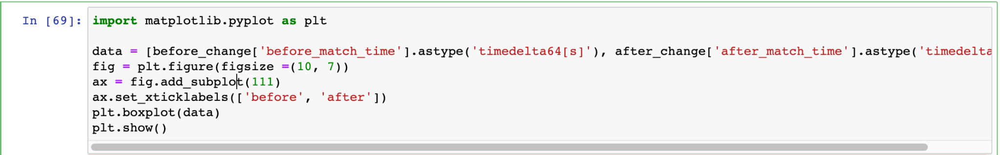 In [69]: import matplotlib.pyplot as plt
data = [before_change['before_match_time'].astype('timedelta64[s]'), after_change['after_match_time'].astype('timedelta
fig = plt.figure(figsize =(10, 7))
ax = fig.add_subplot(111)
ax.set_xticklabels(['before', 'after'])
plt.boxplot(data)
plt.show()